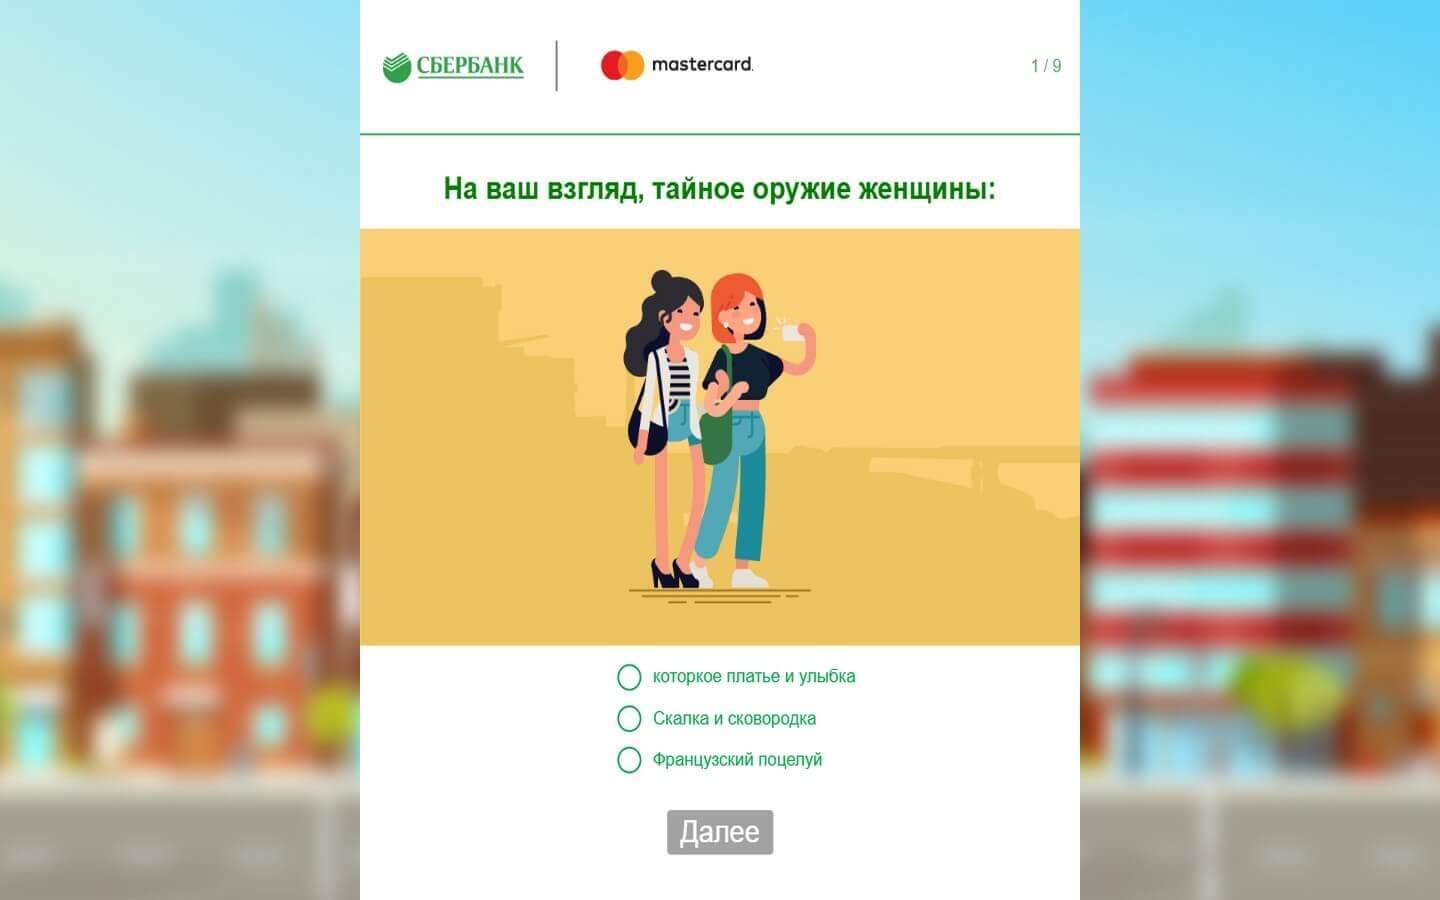 СБЕРБАНК
mastercard.
1 / 9
На ваш взгляд, тайное оружие женщины:
которкое платье и улыбка
Скалка и сковородка
Французский поцелуй
Далее